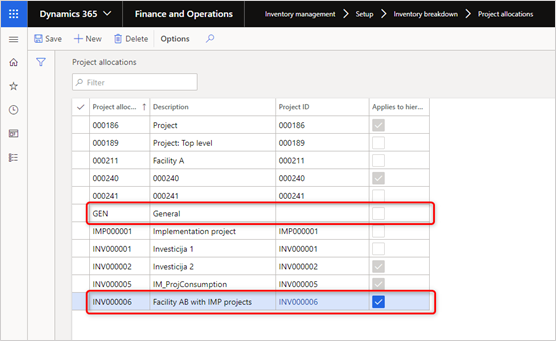 Dynamics 365 Finance and Operations Inventory management Setup Inventory breakdown Project allocations
Save New Delete Options
Project allocations
Filter
Project alloc... Description Project ID Applies to hier...
000186 Project 000186
000189 Project: Top level 000189
000211 Facility A 000211
000240 000240 000240
000241 000241 000241
GEN General
IMP000001 Implementation project IMP000001
INV000001 Investicija 1 INV000001
INV000002 Investicija 2 INV000002
INV000005 IM_ProjConsumption INV000005
INV000006 Facility AB with IMP projects INV000006